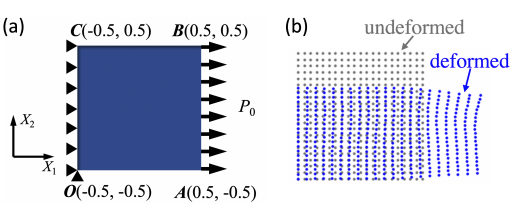 (a)
C(-0.5, 0.5) B(0.5, 0.5)
P₀
X₂
X₁
O(-0.5, -0.5) A(0.5, -0.5)
(b)
undeformed
deformed